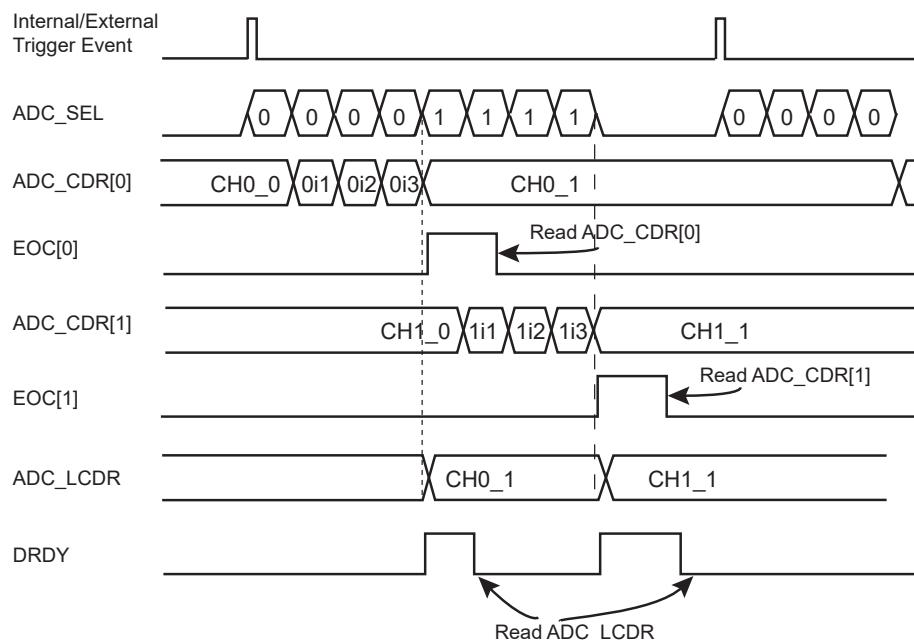 Internal/External
Trigger Event
ADC_SEL
0 0 0 0 1 1 1 1 0 0 0 0
ADC_CDR[0]
CH0_0 0i1 0i2 0i3 CH0_1
EOC[0]
Read ADC_CDR[0]
ADC_CDR[1]
CH1_0 1i1 1i2 1i3 CH1_1
EOC[1]
Read ADC_CDR[1]
ADC_LCDR
CH0_1 CH1_1
DRDY
Read ADC_LCDR